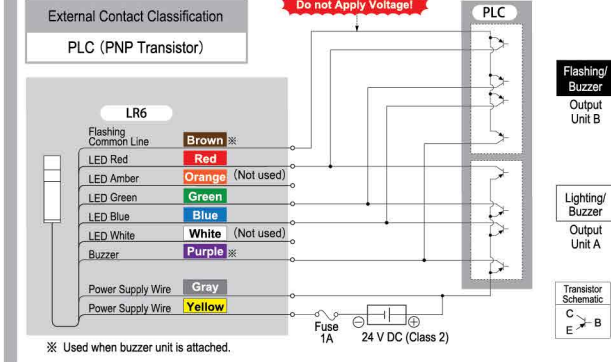 External Contact Classification
PLC (PNP Transistor)
Do not Apply Voltage!
PLC
LR6
Flashing
Common Line
Brown ※
LED Red
Red
LED Amber
Orange (Not used)
LED Green
Green
LED Blue
Blue
LED White
White (Not used)
Buzzer
Purple ※
Power Supply Wire
Gray
Power Supply Wire
Yellow
Fuse
1A
⊖ ⊕
24 V DC (Class 2)
※ Used when buzzer unit is attached.
Flashing/
Buzzer
Output
Unit B
Lighting/
Buzzer
Output
Unit A
Transistor
Schematic
C
B
E